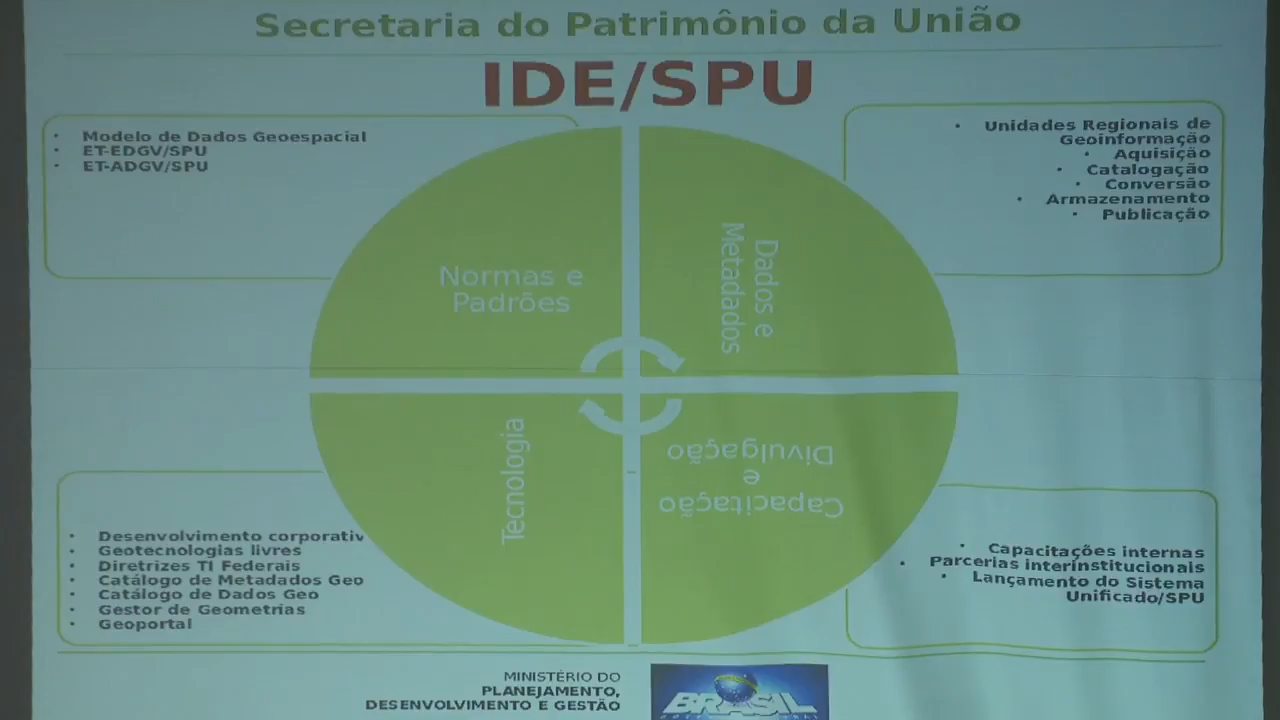 Secretaria do Patrimônio da União
IDE/SPU
• Modelo de Dados Geoespacial
• ET-EDGV/SPU
• ET-ADGV/SPU
• Unidades Regionais de
Geoinformação
• Aquisição
• Catalogação
• Conversão
• Armazenamento
• Publicação
Normas e
Padrões
Dados e
Metadados
Tecnologia
Capacitação
e
Divulgação
• Desenvolvimento corporativ
• Geotecnologias livres
• Diretrizes TI Federais
• Catálogo de Metadados Geo
• Catálogo de Dados Geo
• Gestor de Geometrias
• Geoportal
• Capacitações internas
• Parcerias interinstitucionais
• Lançamento do Sistema
Unificado/SPU
MINISTÉRIO DO
PLANEJAMENTO,
DESENVOLVIMENTO E GESTÃO
BRASIL